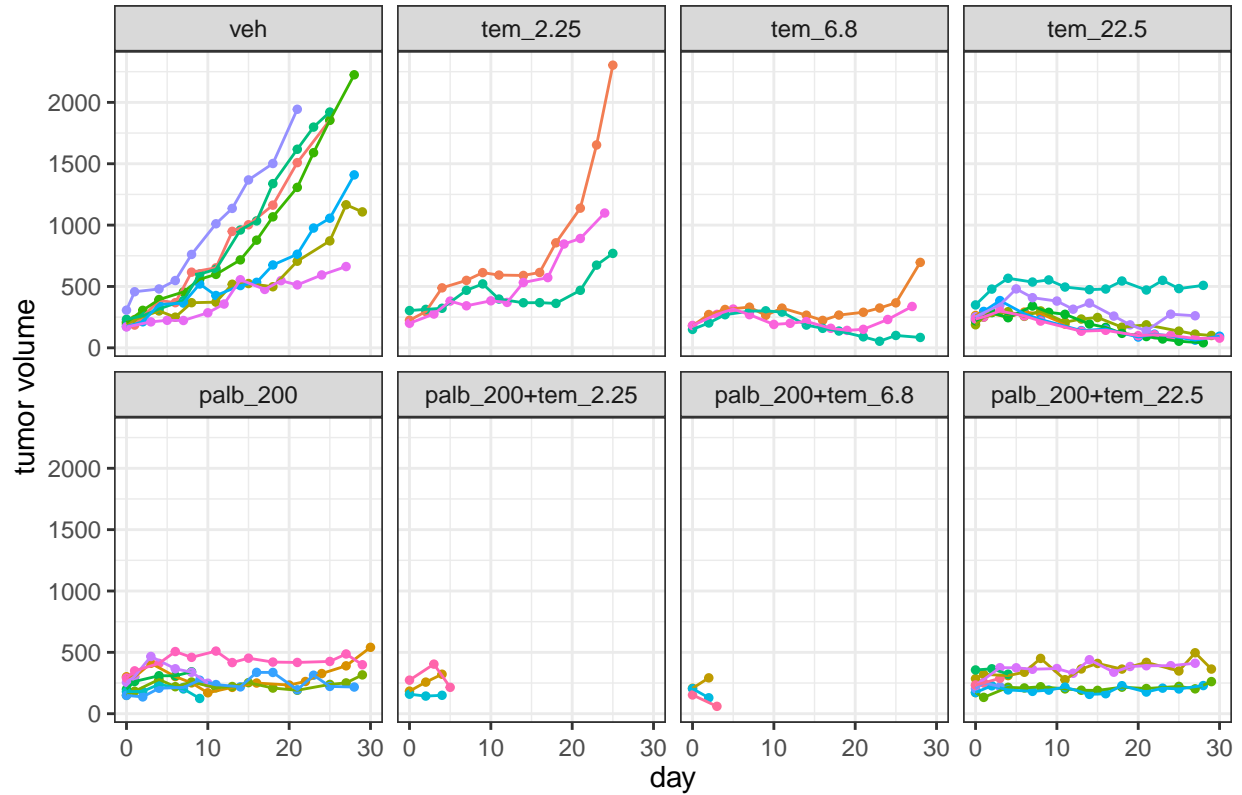 veh tem_2.25 tem_6.8 tem_22.5
2000
1500
1000
500
0
palb_200 palb_200+tem_2.25 palb_200+tem_6.8 palb_200+tem_22.5
2000
1500
1000
500
0
0 10 20 30 0 10 20 30 0 10 20 30 0 10 20 30
day
tumor volume